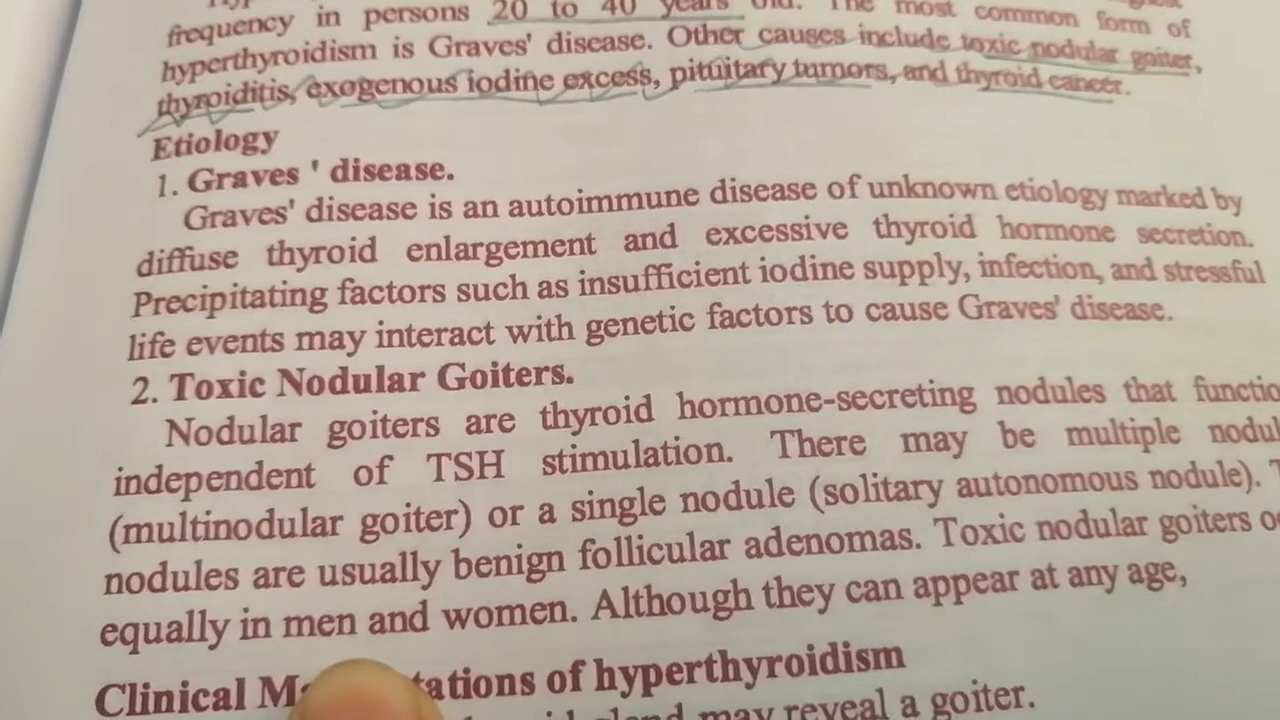 frequency in persons 20 to 40 years old. The most common form of
hyperthyroidism is Graves' disease. Other causes include toxic nodular goiter,
thyroiditis, exogenous iodine excess, pituitary tumors, and thyroid cancer.
Etiology
1. Graves ' disease.
Graves' disease is an autoimmune disease of unknown etiology marked by
diffuse thyroid enlargement and excessive thyroid hormone secretion.
Precipitating factors such as insufficient iodine supply, infection, and stressful
life events may interact with genetic factors to cause Graves' disease.
2. Toxic Nodular Goiters.
Nodular goiters are thyroid hormone-secreting nodules that functio
independent of TSH stimulation. There may be multiple nodul
(multinodular goiter) or a single nodule (solitary autonomous nodule). T
nodules are usually benign follicular adenomas. Toxic nodular goiters o
equally in men and women. Although they can appear at any age,
Clinical M tations of hyperthyroidism
may reveal a goiter.